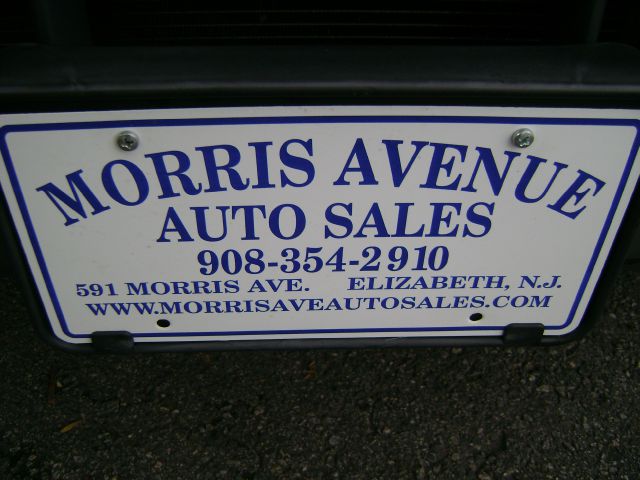 MORRIS AVENUE
AUTO SALES
908-354-2910
591 MORRIS AVE. ELIZABETH, N.J.
WWW.MORRISAVEAUTOSALES.COM